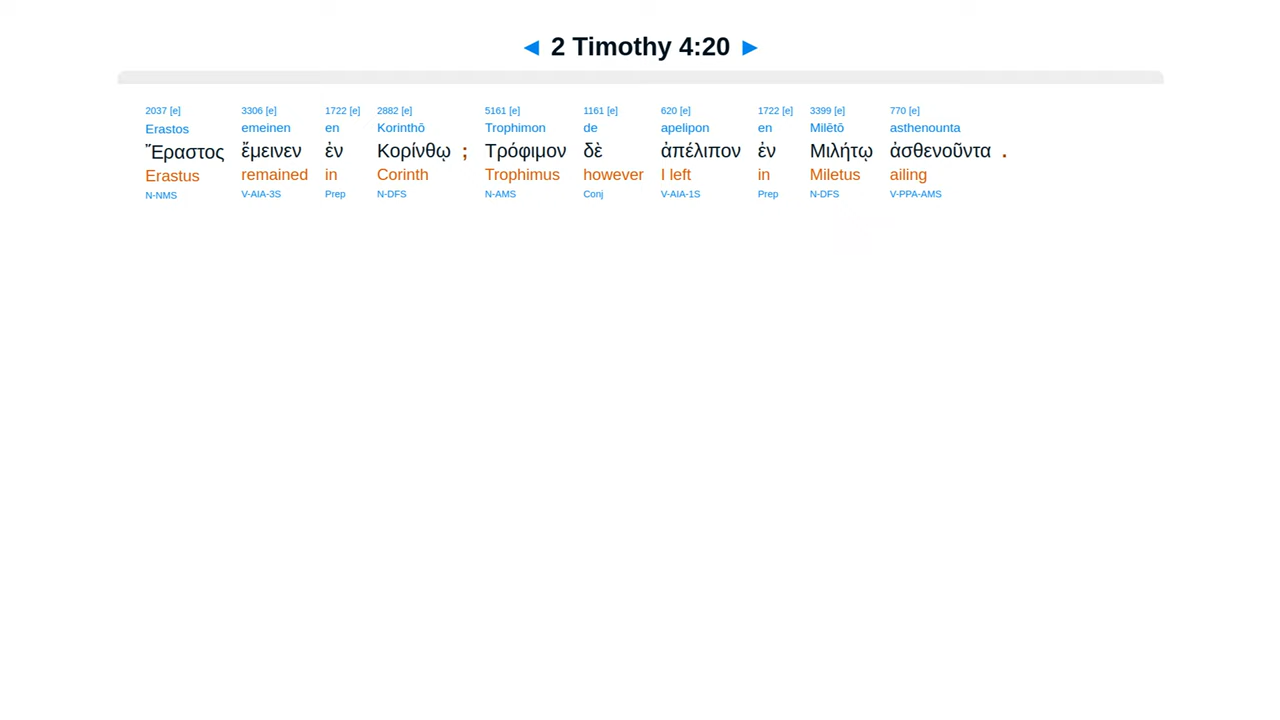 ◄ 2 Timothy 4:20 ►
2037 [e] 3306 [e] 1722 [e] 2882 [e] 5161 [e] 1161 [e] 620 [e] 1722 [e] 3399 [e] 770 [e]
Erastos emeinen en Korinthō Trophimon de apelipon en Milētō asthenounta
Ἔραστος ἔμεινεν ἐν Κορίνθῳ ; Τρόφιμον δὲ ἀπέλιπον ἐν Μιλήτῳ ἀσθενοῦντα .
Erastus remained in Corinth Trophimus however I left in Miletus ailing
N-NMS V-AIA-3S Prep N-DFS N-AMS Conj V-AIA-1S Prep N-DFS V-PPA-AMS